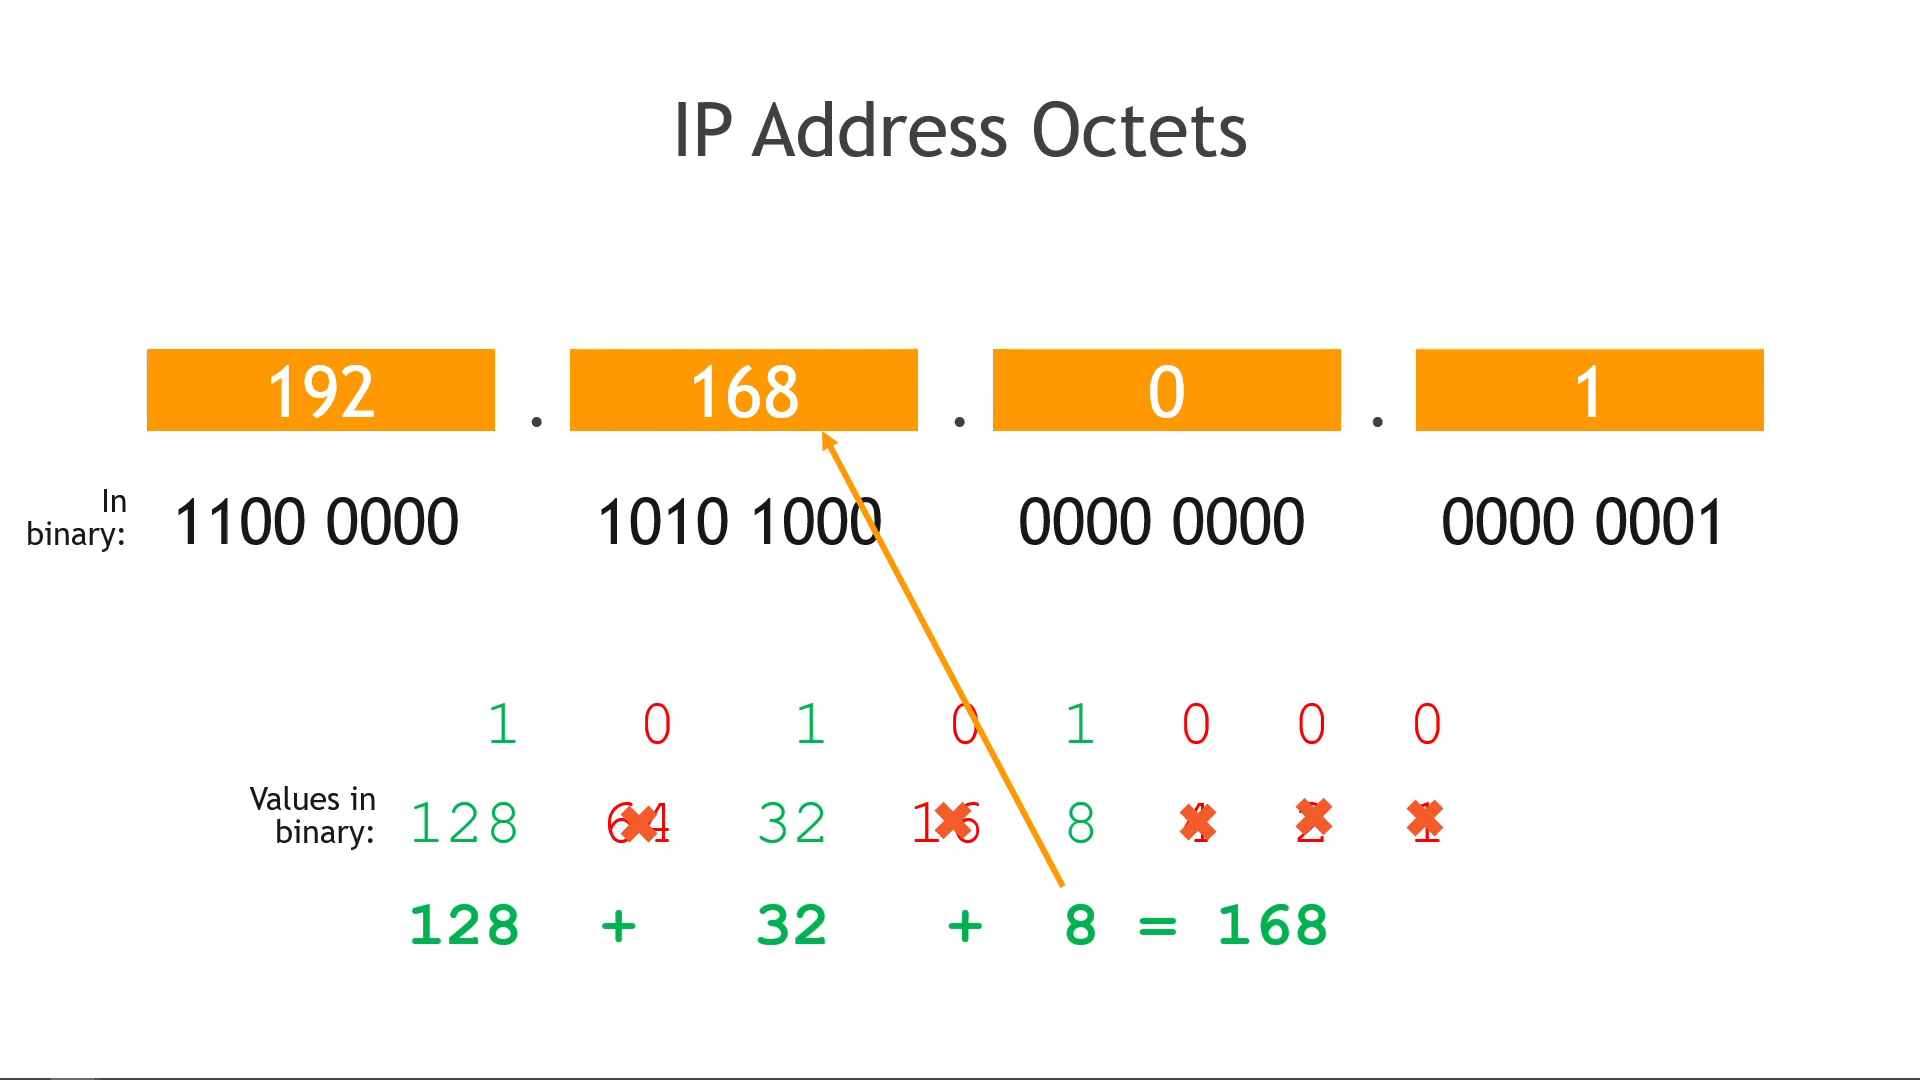 IP Address Octets
192 . 168 . 0 . 1
In binary: 1100 0000 1010 1000 0000 0000 0000 0001
1 0 1 0 1 0 0 0
Values in binary: 128 64 32 16 8 4 2 1
128 + 32 + 8 = 168